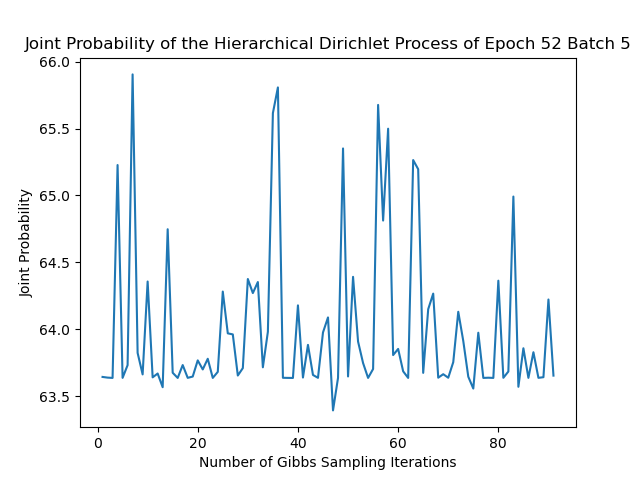 Joint Probability of the Hierarchical Dirichlet Process of Epoch 52 Batch 5
66.0
65.5
65.0
64.5
64.0
63.5
Joint Probability
0 20 40 60 80
Number of Gibbs Sampling Iterations